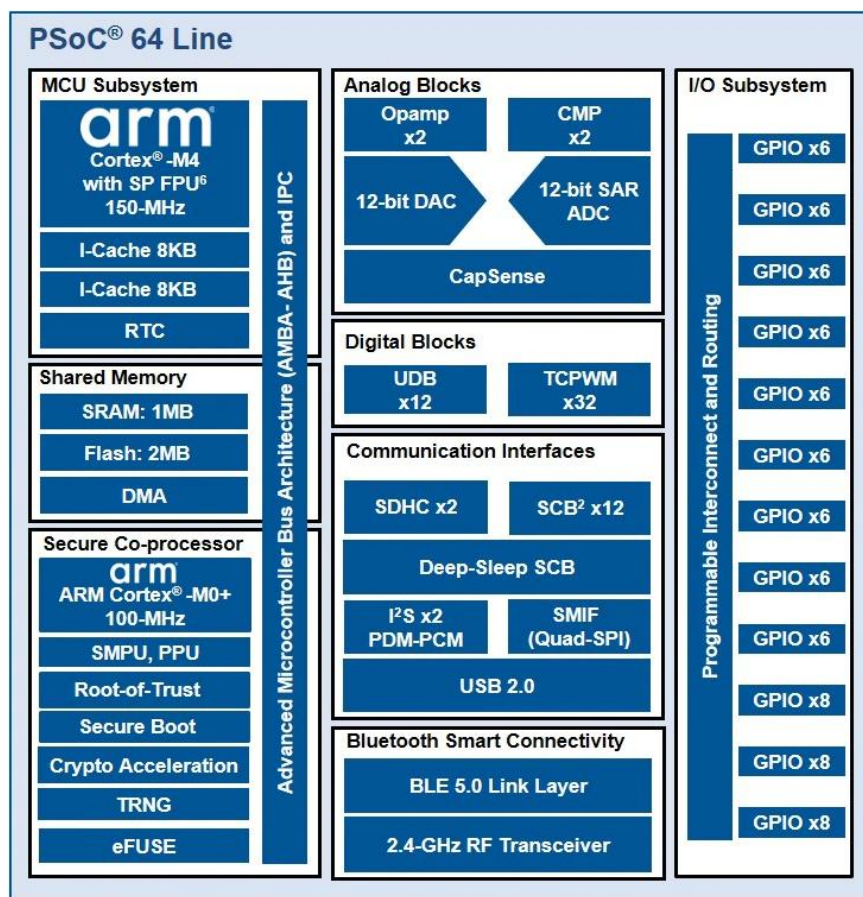 PSoC® 64 Line
MCU Subsystem
arm®
Cortex® -M4
with SP FPU⁶
150-MHz
I-Cache 8KB
I-Cache 8KB
RTC
Shared Memory
SRAM: 1MB
Flash: 2MB
DMA
Secure Co-processor
arm®
ARM Cortex® -M0+
100-MHz
SMPU, PPU
Root-of-Trust
Secure Boot
Crypto Acceleration
TRNG
eFUSE
Advanced Microcontroller Bus Architecture (AMBA- AHB) and IPC
Analog Blocks
Opamp
x2
CMP
x2
12-bit DAC
12-bit SAR
ADC
CapSense
Digital Blocks
UDB
x12
TCPWM
x32
Communication Interfaces
SDHC x2
SCB² x12
Deep-Sleep SCB
I²S x2
PDM-PCM
SMIF
(Quad-SPI)
USB 2.0
Bluetooth Smart Connectivity
BLE 5.0 Link Layer
2.4-GHz RF Transceiver
I/O Subsystem
Programmable Interconnect and Routing
GPIO x6
GPIO x6
GPIO x6
GPIO x6
GPIO x6
GPIO x6
GPIO x6
GPIO x6
GPIO x6
GPIO x8
GPIO x8
GPIO x8